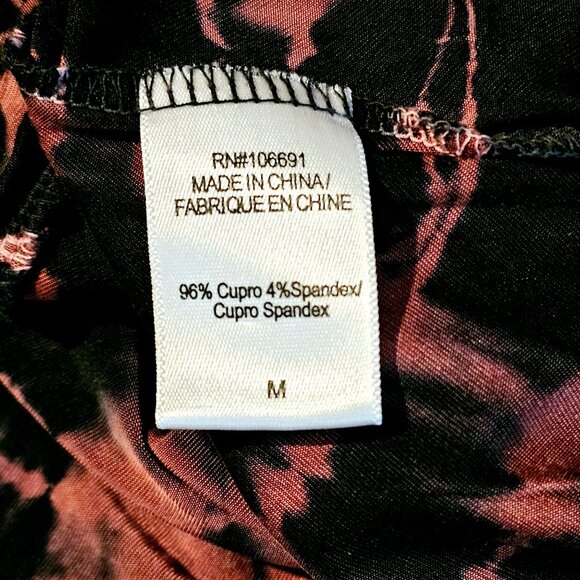 RN#106691
MADE IN CHINA/
FABRIQUE EN CHINE
96% Cupro 4%Spandex/
Cupro Spandex
M